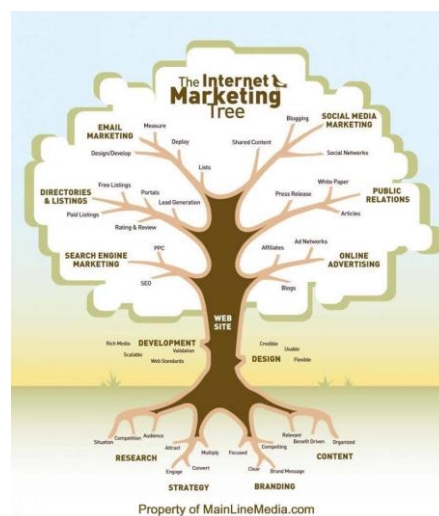 The Internet
Marketing
Tree
EMAIL
MARKETING
Measure
Deploy
Design/Develop
Lists
SOCIAL MEDIA
MARKETING
Blogging
Shared Content
Social Networks
DIRECTORIES
& LISTINGS
Free Listings
Portals
Lead Generation
Paid Listings
Rating & Review
PUBLIC
RELATIONS
White Paper
Press Release
Articles
SEARCH ENGINE
MARKETING
PPC
SEO
ONLINE
ADVERTISING
Ad Networks
Affiliates
Blogs
WEB
SITE
DEVELOPMENT
Rich Media
Validation
Scalable
Web Standards
DESIGN
Credible
Usable
Flexible
RESEARCH
Situation
Competition
Audience
STRATEGY
Attract
Multiply
Engage
Convert
BRANDING
Focused
Compelling
Clear
Brand Message
CONTENT
Relevant
Benefit Driven
Organized
Property of MainLineMedia.com